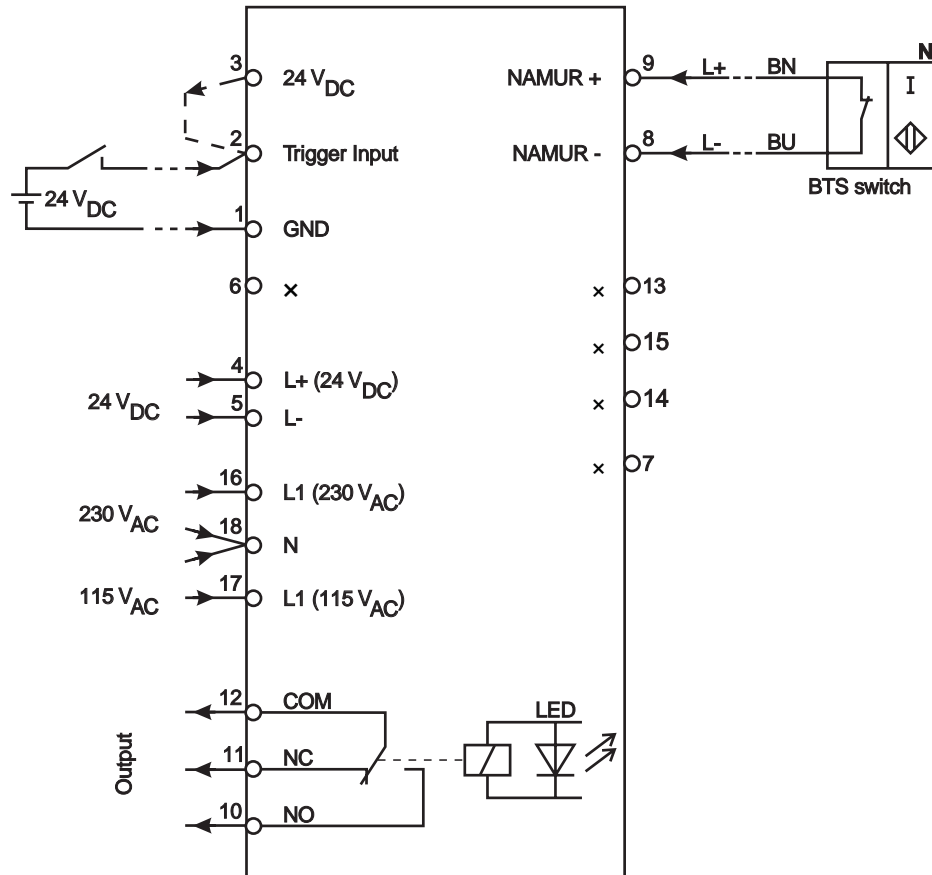 3
24 VDC
2
Trigger Input
24 VDC
1
GND
6
×
4
L+ (24 VDC)
24 VDC
5
L-
16
L1 (230 VAC)
230 VAC
18
N
17
115 VAC
L1 (115 VAC)
12
COM
Output
11
NC
10
NO
LED
NAMUR +
9
L+
BN
NAMUR -
8
L-
BU
N
I
BTS switch
× 13
× 15
× 14
× 7